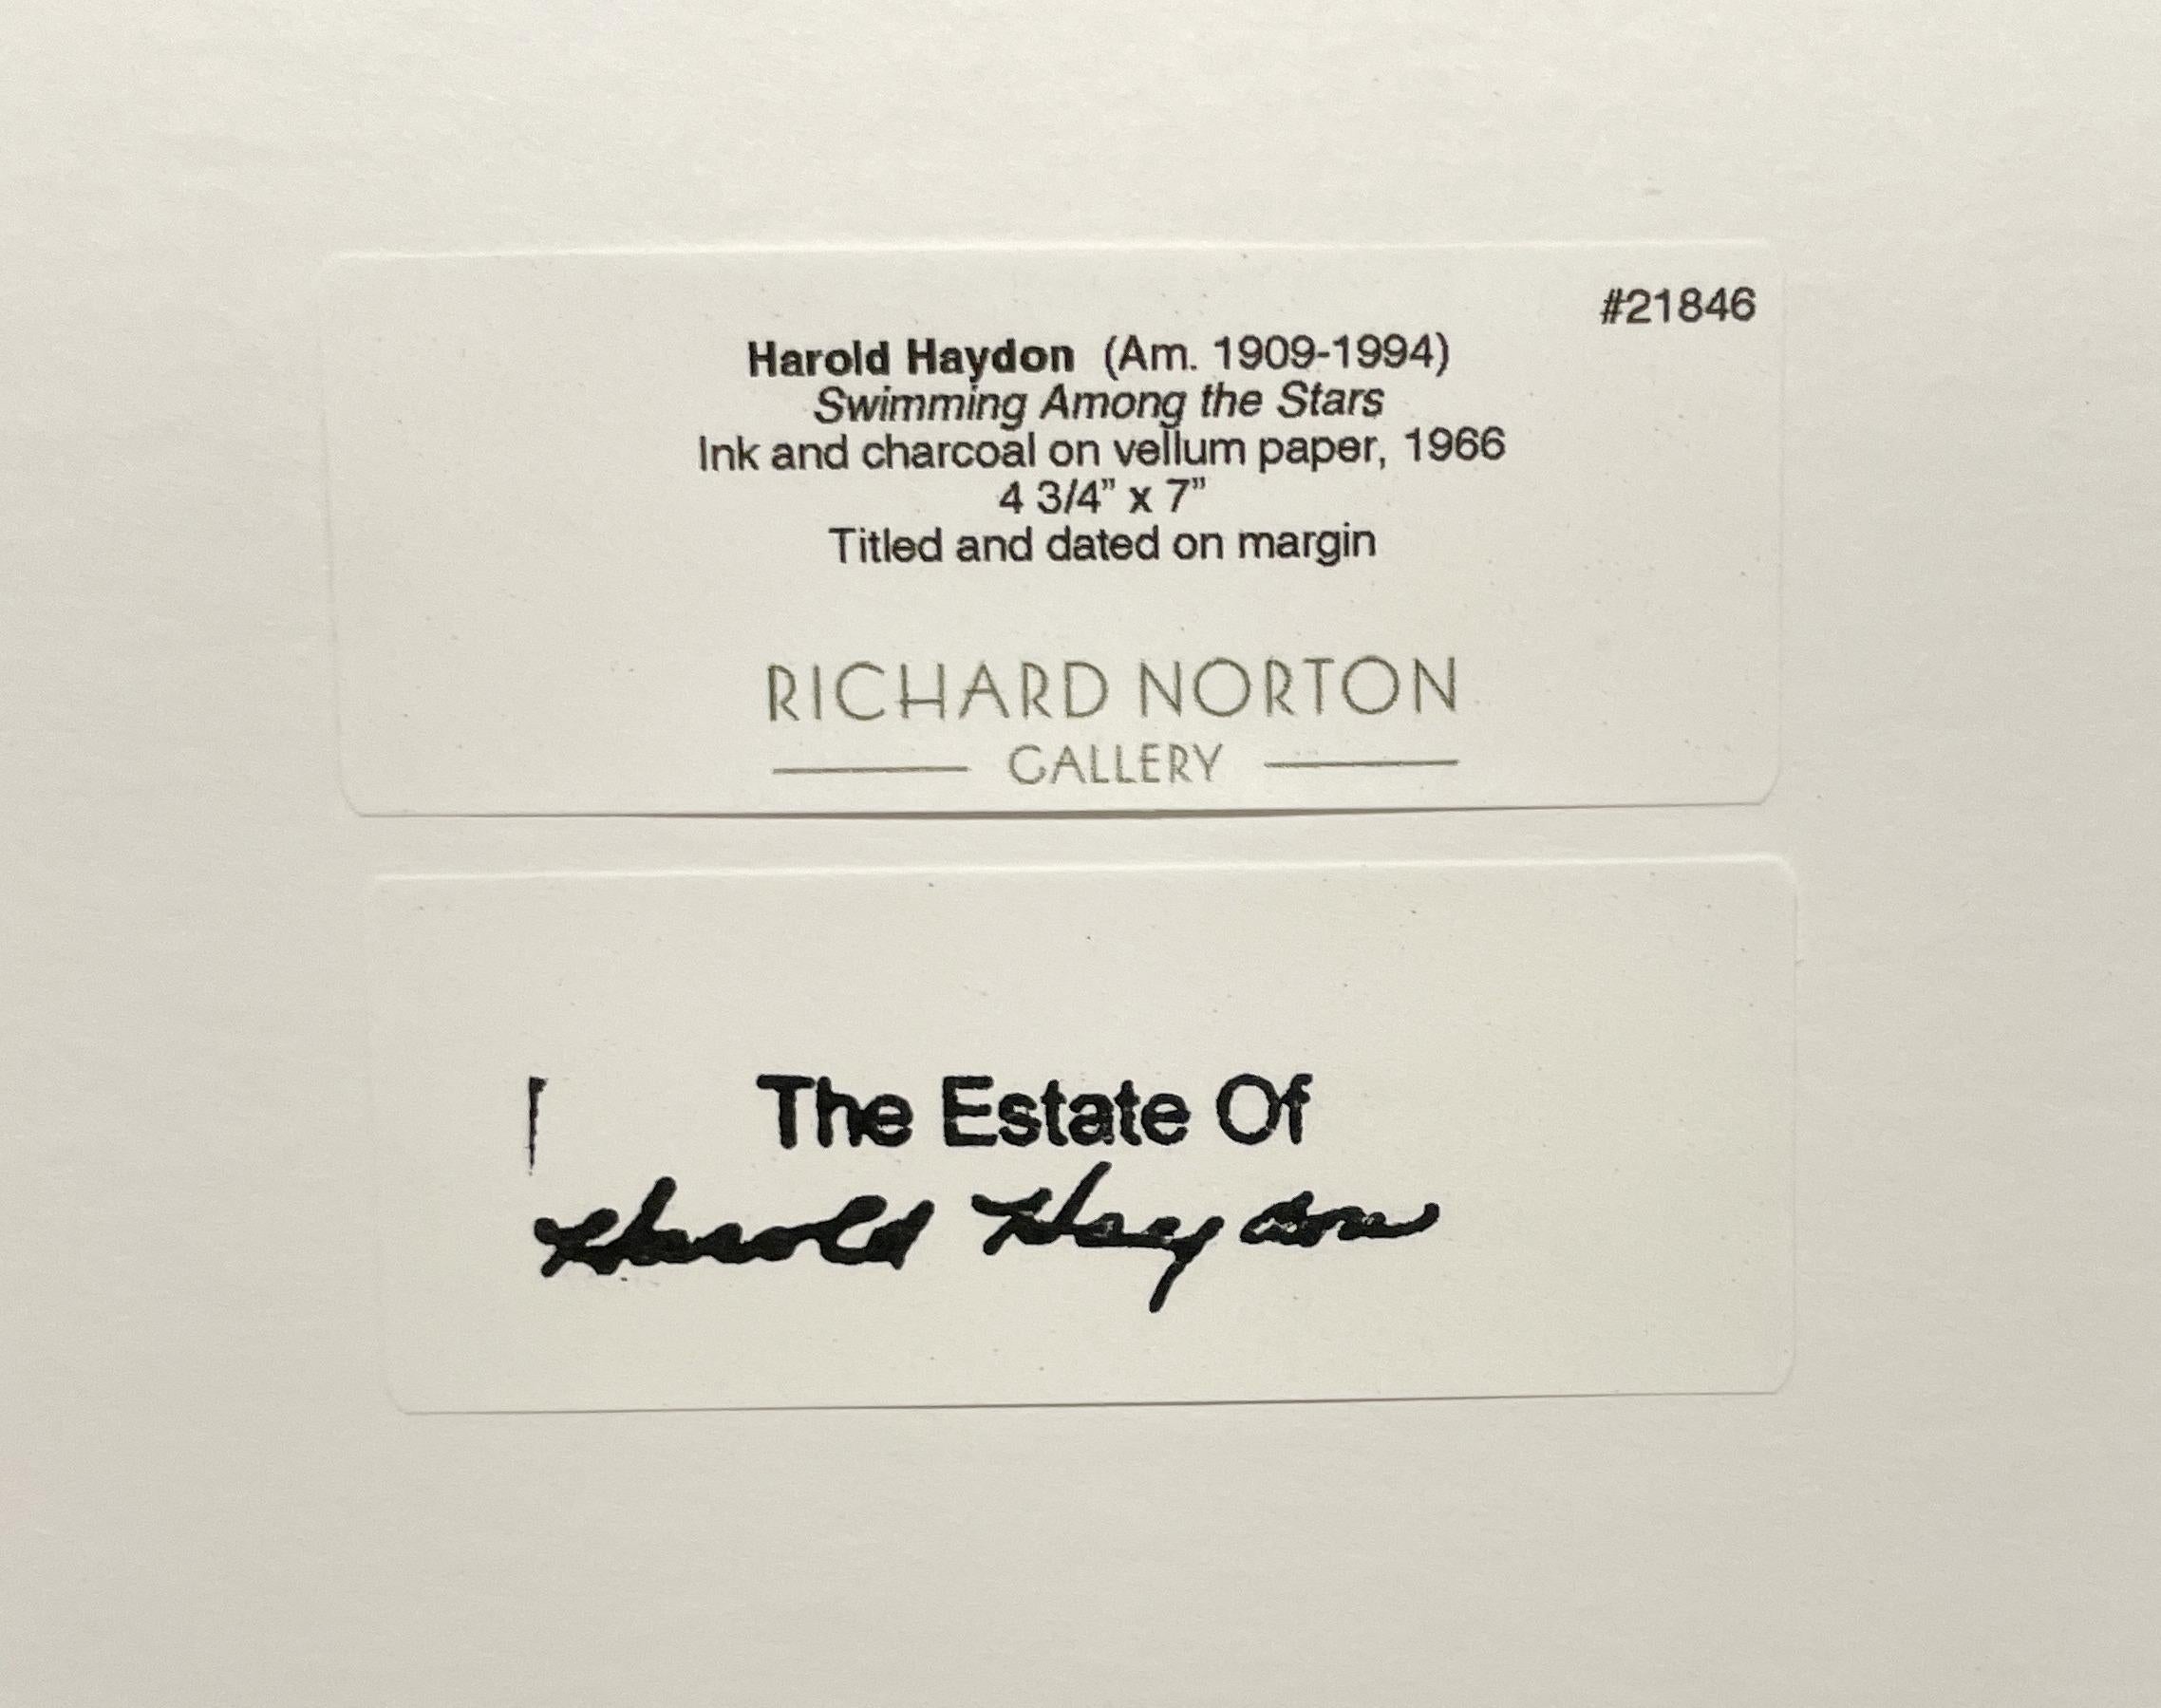 #21846
Harold Haydon (Am. 1909-1994)
Swimming Among the Stars
Ink and charcoal on vellum paper, 1966
4 3/4” x 7”
Titled and dated on margin
RICHARD NORTON
GALLERY
The Estate Of
Harold Haydon